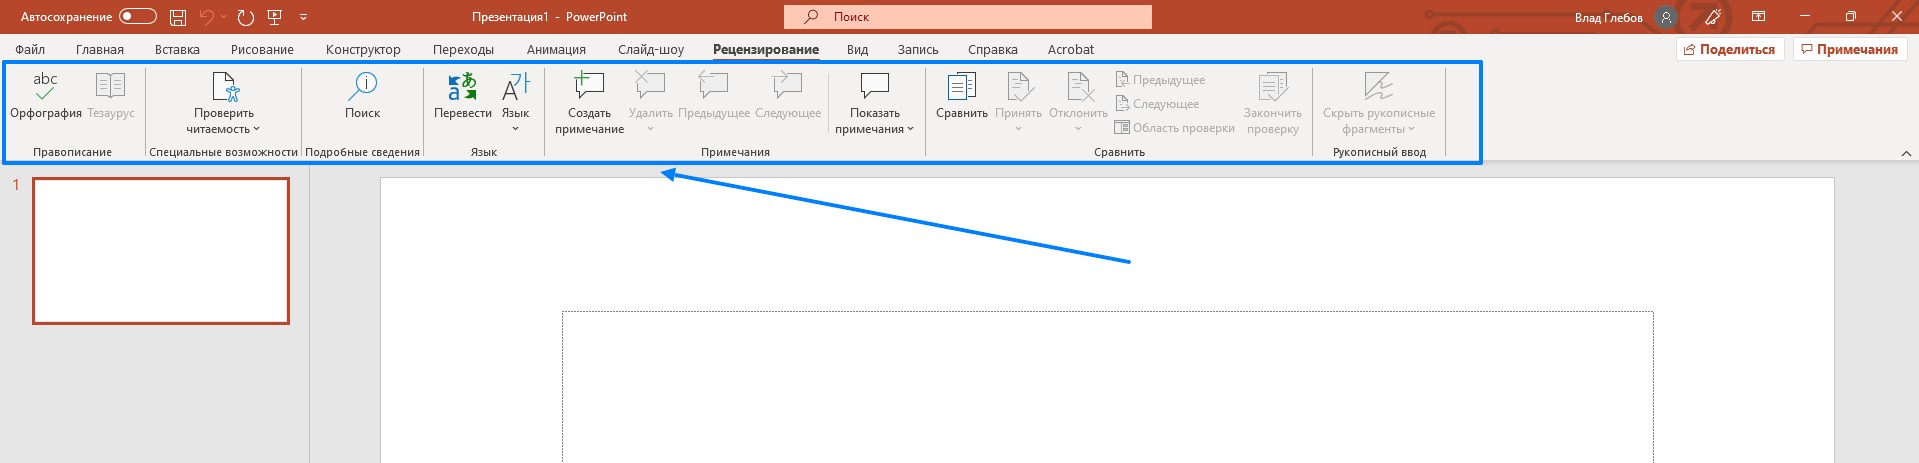 Автосохранение
Презентация1 - PowerPoint
Поиск
Влад Глебов
Файл Главная Вставка Рисование Конструктор Переходы Анимация Слайд-шоу Рецензирование Вид Запись Справка Acrobat
Поделиться Примечания
abc
Орфография
Тезаурус
Правописание
Проверить
читаемость
Специальные возможности
Поиск
Подробные сведения
Перевести
Язык
Язык
Создать
примечание
Удалить
Предыдущее
Следующее
Показать
примечания
Примечания
Сравнить
Принять
Отклонить
Предыдущее
Следующее
Область проверки
Закончить
проверку
Сравнить
Скрыть рукописные
фрагменты
Рукописный ввод
1